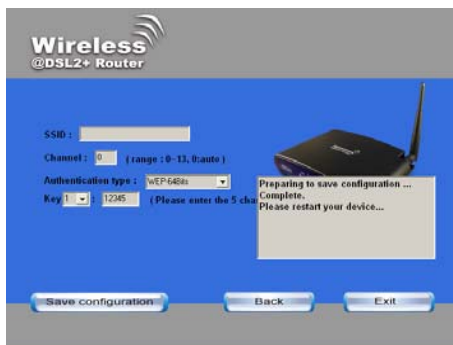 Wireless
@DSL2+ Router
SSID :
Channel : 0 ( range : 0~13, 0:auto )
Authentication type : WEP-64Bits
Key 1 : 12345 ( Please enter the 5 cha
Preparing to save configuration ...
Complete.
Please restart your device...
Save configuration
Back
Exit